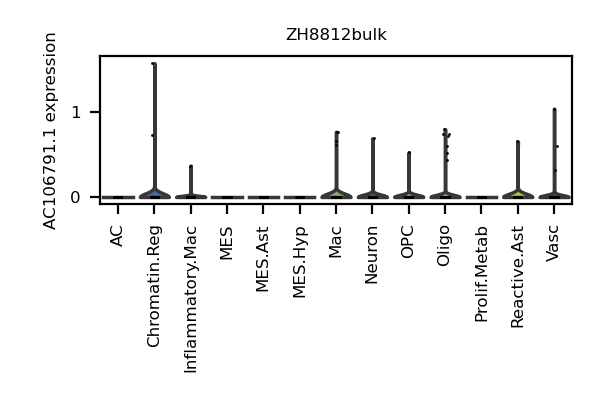 ZH8812bulk
AC106791.1 expression
1
0
AC
Chromatin.Reg
Inflammatory.Mac
MES
MES.Ast
MES.Hyp
Mac
Neuron
OPC
Oligo
Prolif.Metab
Reactive.Ast
Vasc